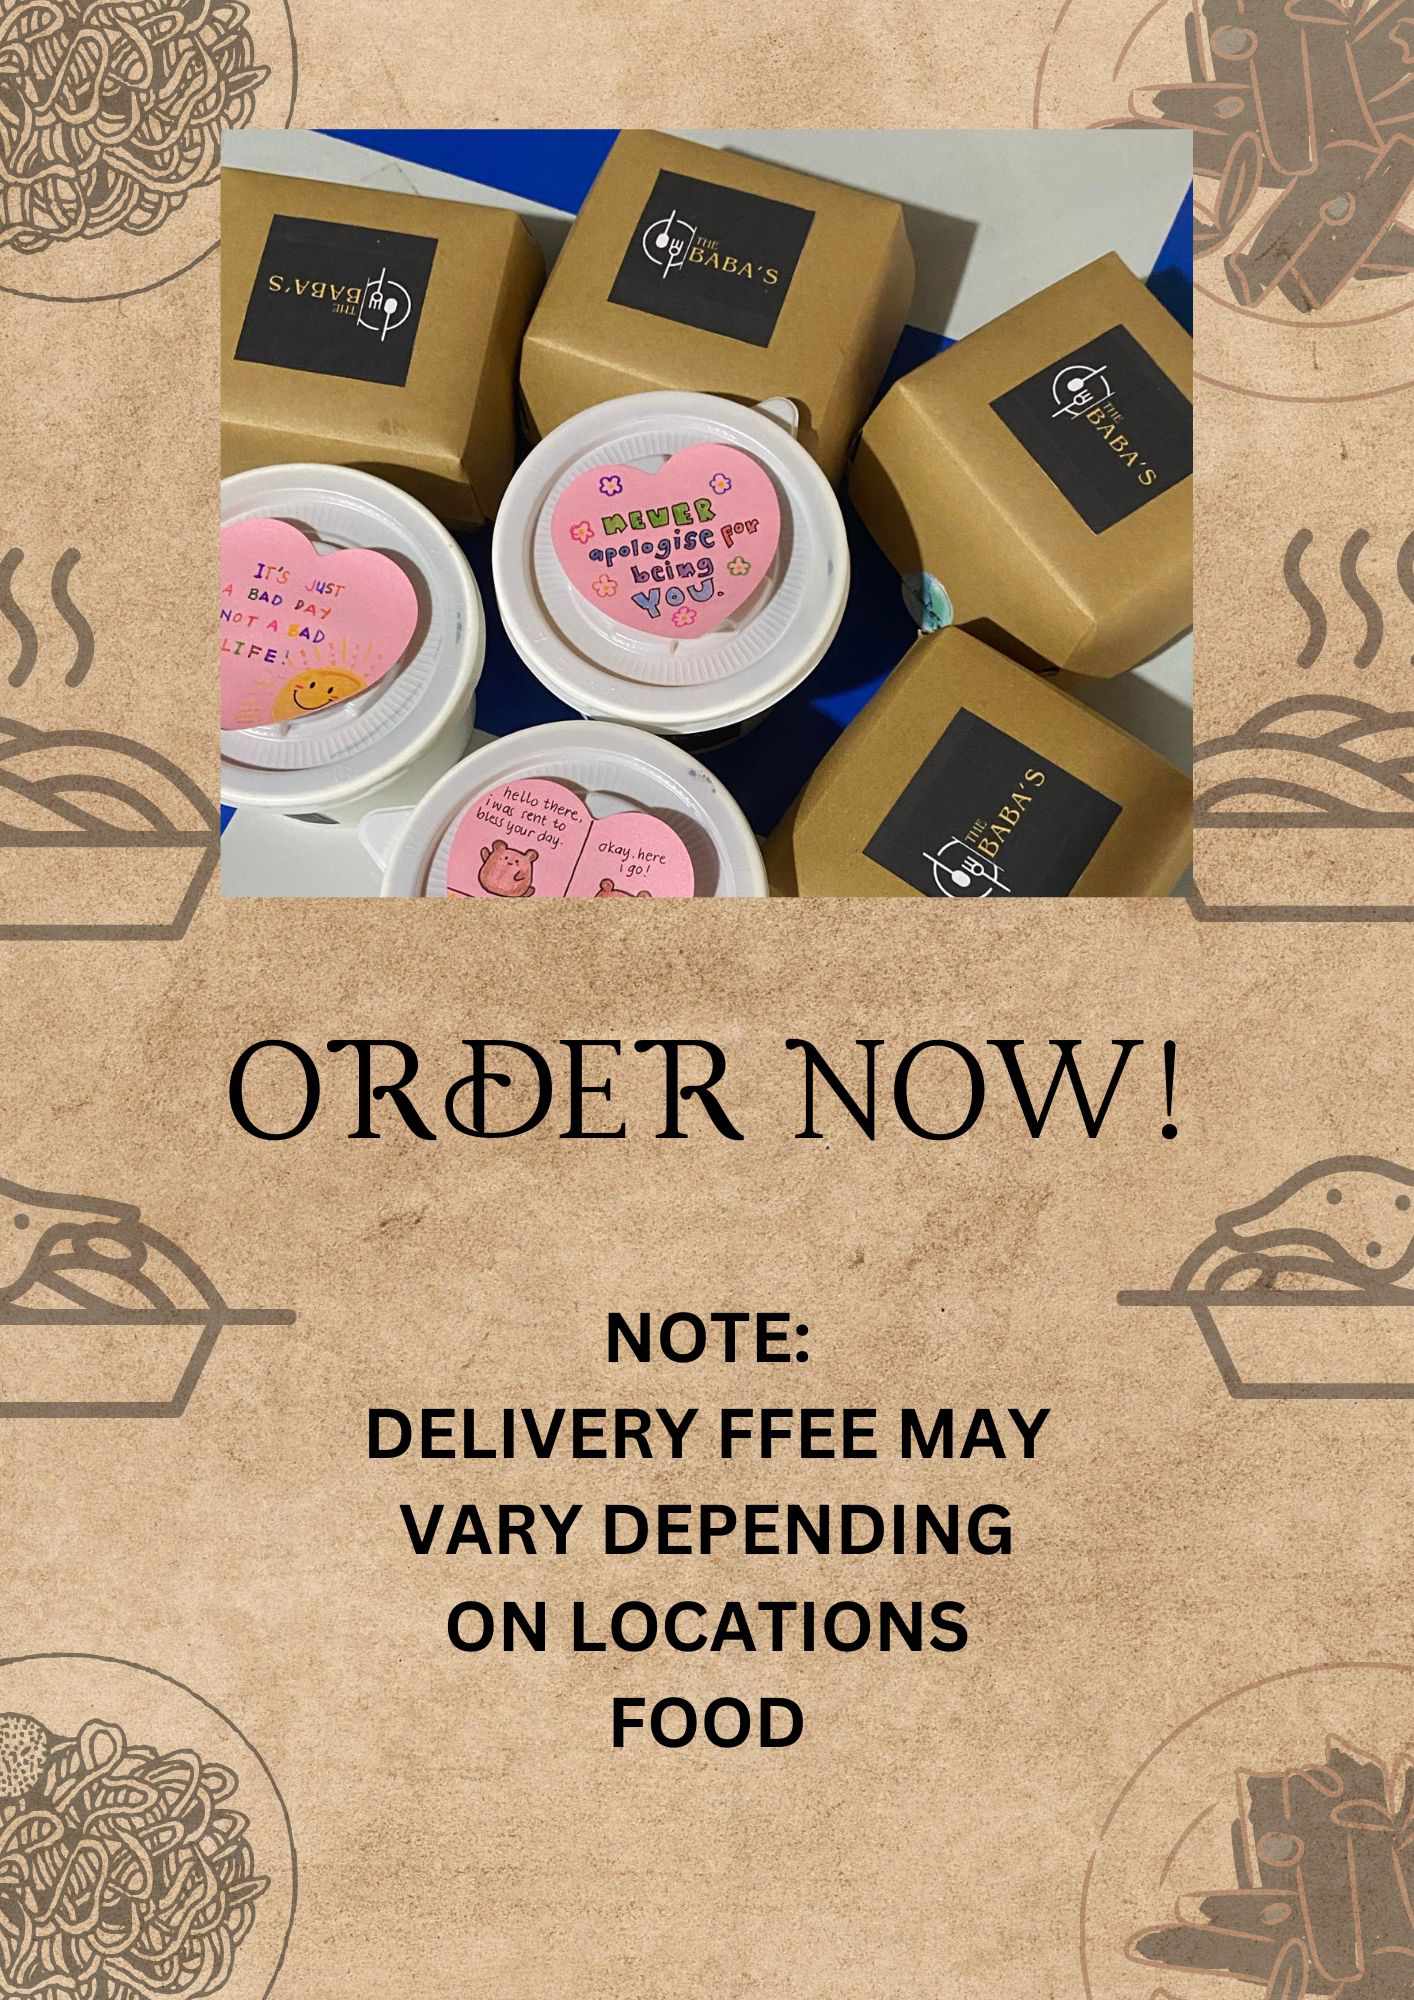 THE
BABA'S
THE
BABA'S
THE
BABA'S
NEVER
apologise for
being
YOU.
IT'S JUST
A BAD DAY
NOT A BAD
LIFE!
hello there,
i was sent to
bless your day.
okay, here
i go!
THE
BABA'S
ORDER NOW!
NOTE:
DELIVERY FFEE MAY
VARY DEPENDING
ON LOCATIONS
FOOD